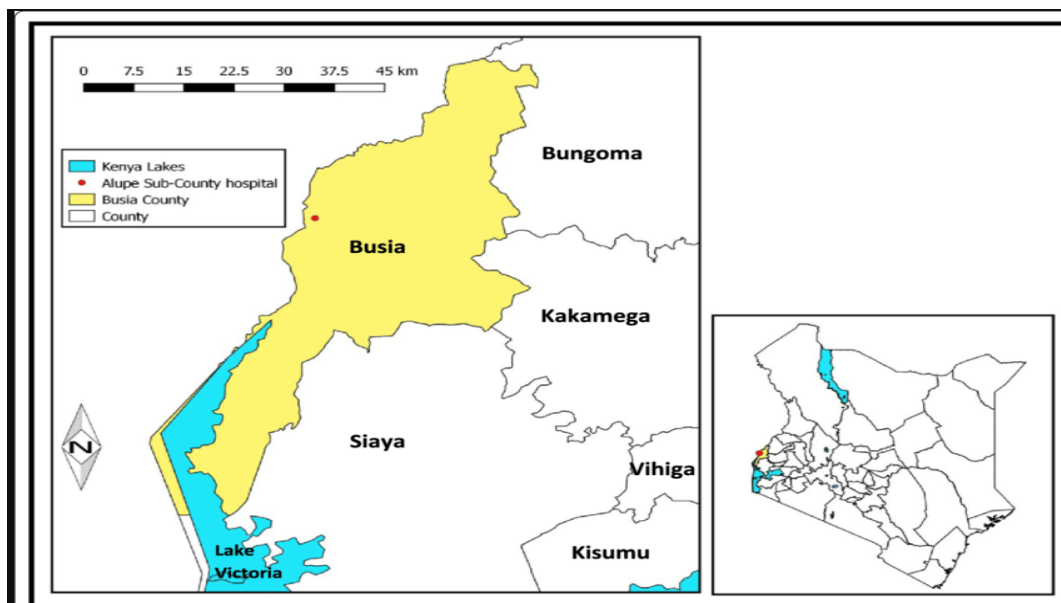 0 7.5 15 22.5 30 37.5 45 km
Kenya Lakes
Alupe Sub-County hospital
Busia County
County
Bungoma
Busia
Kakamega
Siaya
Vihiga
N
Lake
Victoria
Kisumu